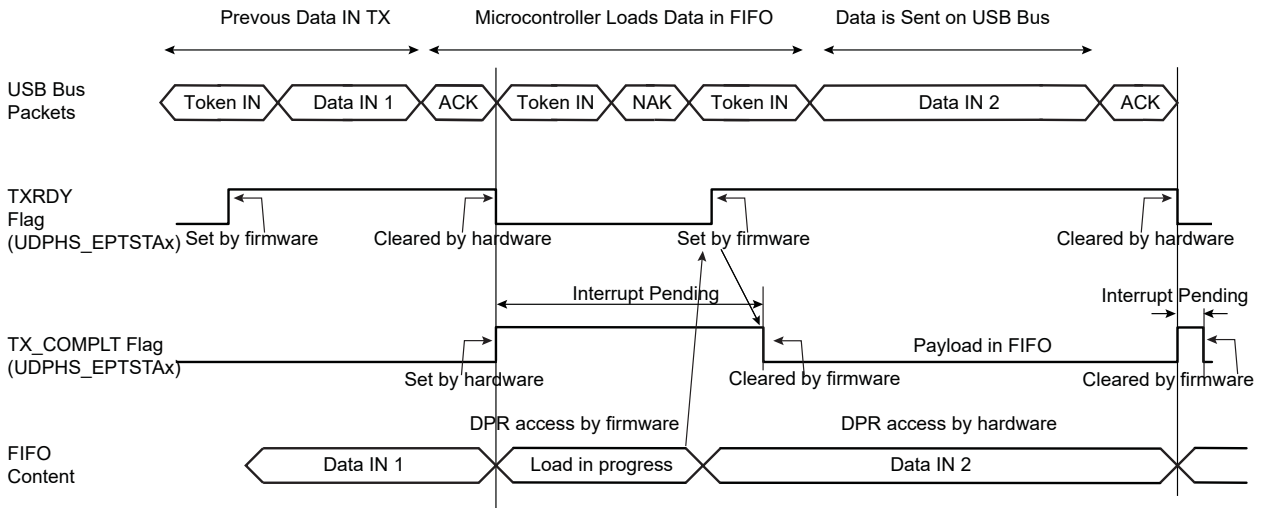 Prevous Data IN TX
Microcontroller Loads Data in FIFO
Data is Sent on USB Bus
USB Bus
Packets
Token IN
Data IN 1
ACK
Token IN
NAK
Token IN
Data IN 2
ACK
TXRDY
Flag
(UDPHS_EPTSTAx)
Set by firmware
Cleared by hardware
Set by firmware
Cleared by hardware
Interrupt Pending
Interrupt Pending
TX_COMPLT Flag
(UDPHS_EPTSTAx)
Payload in FIFO
Set by hardware
Cleared by firmware
Cleared by firmware
DPR access by firmware
DPR access by hardware
FIFO
Content
Data IN 1
Load in progress
Data IN 2